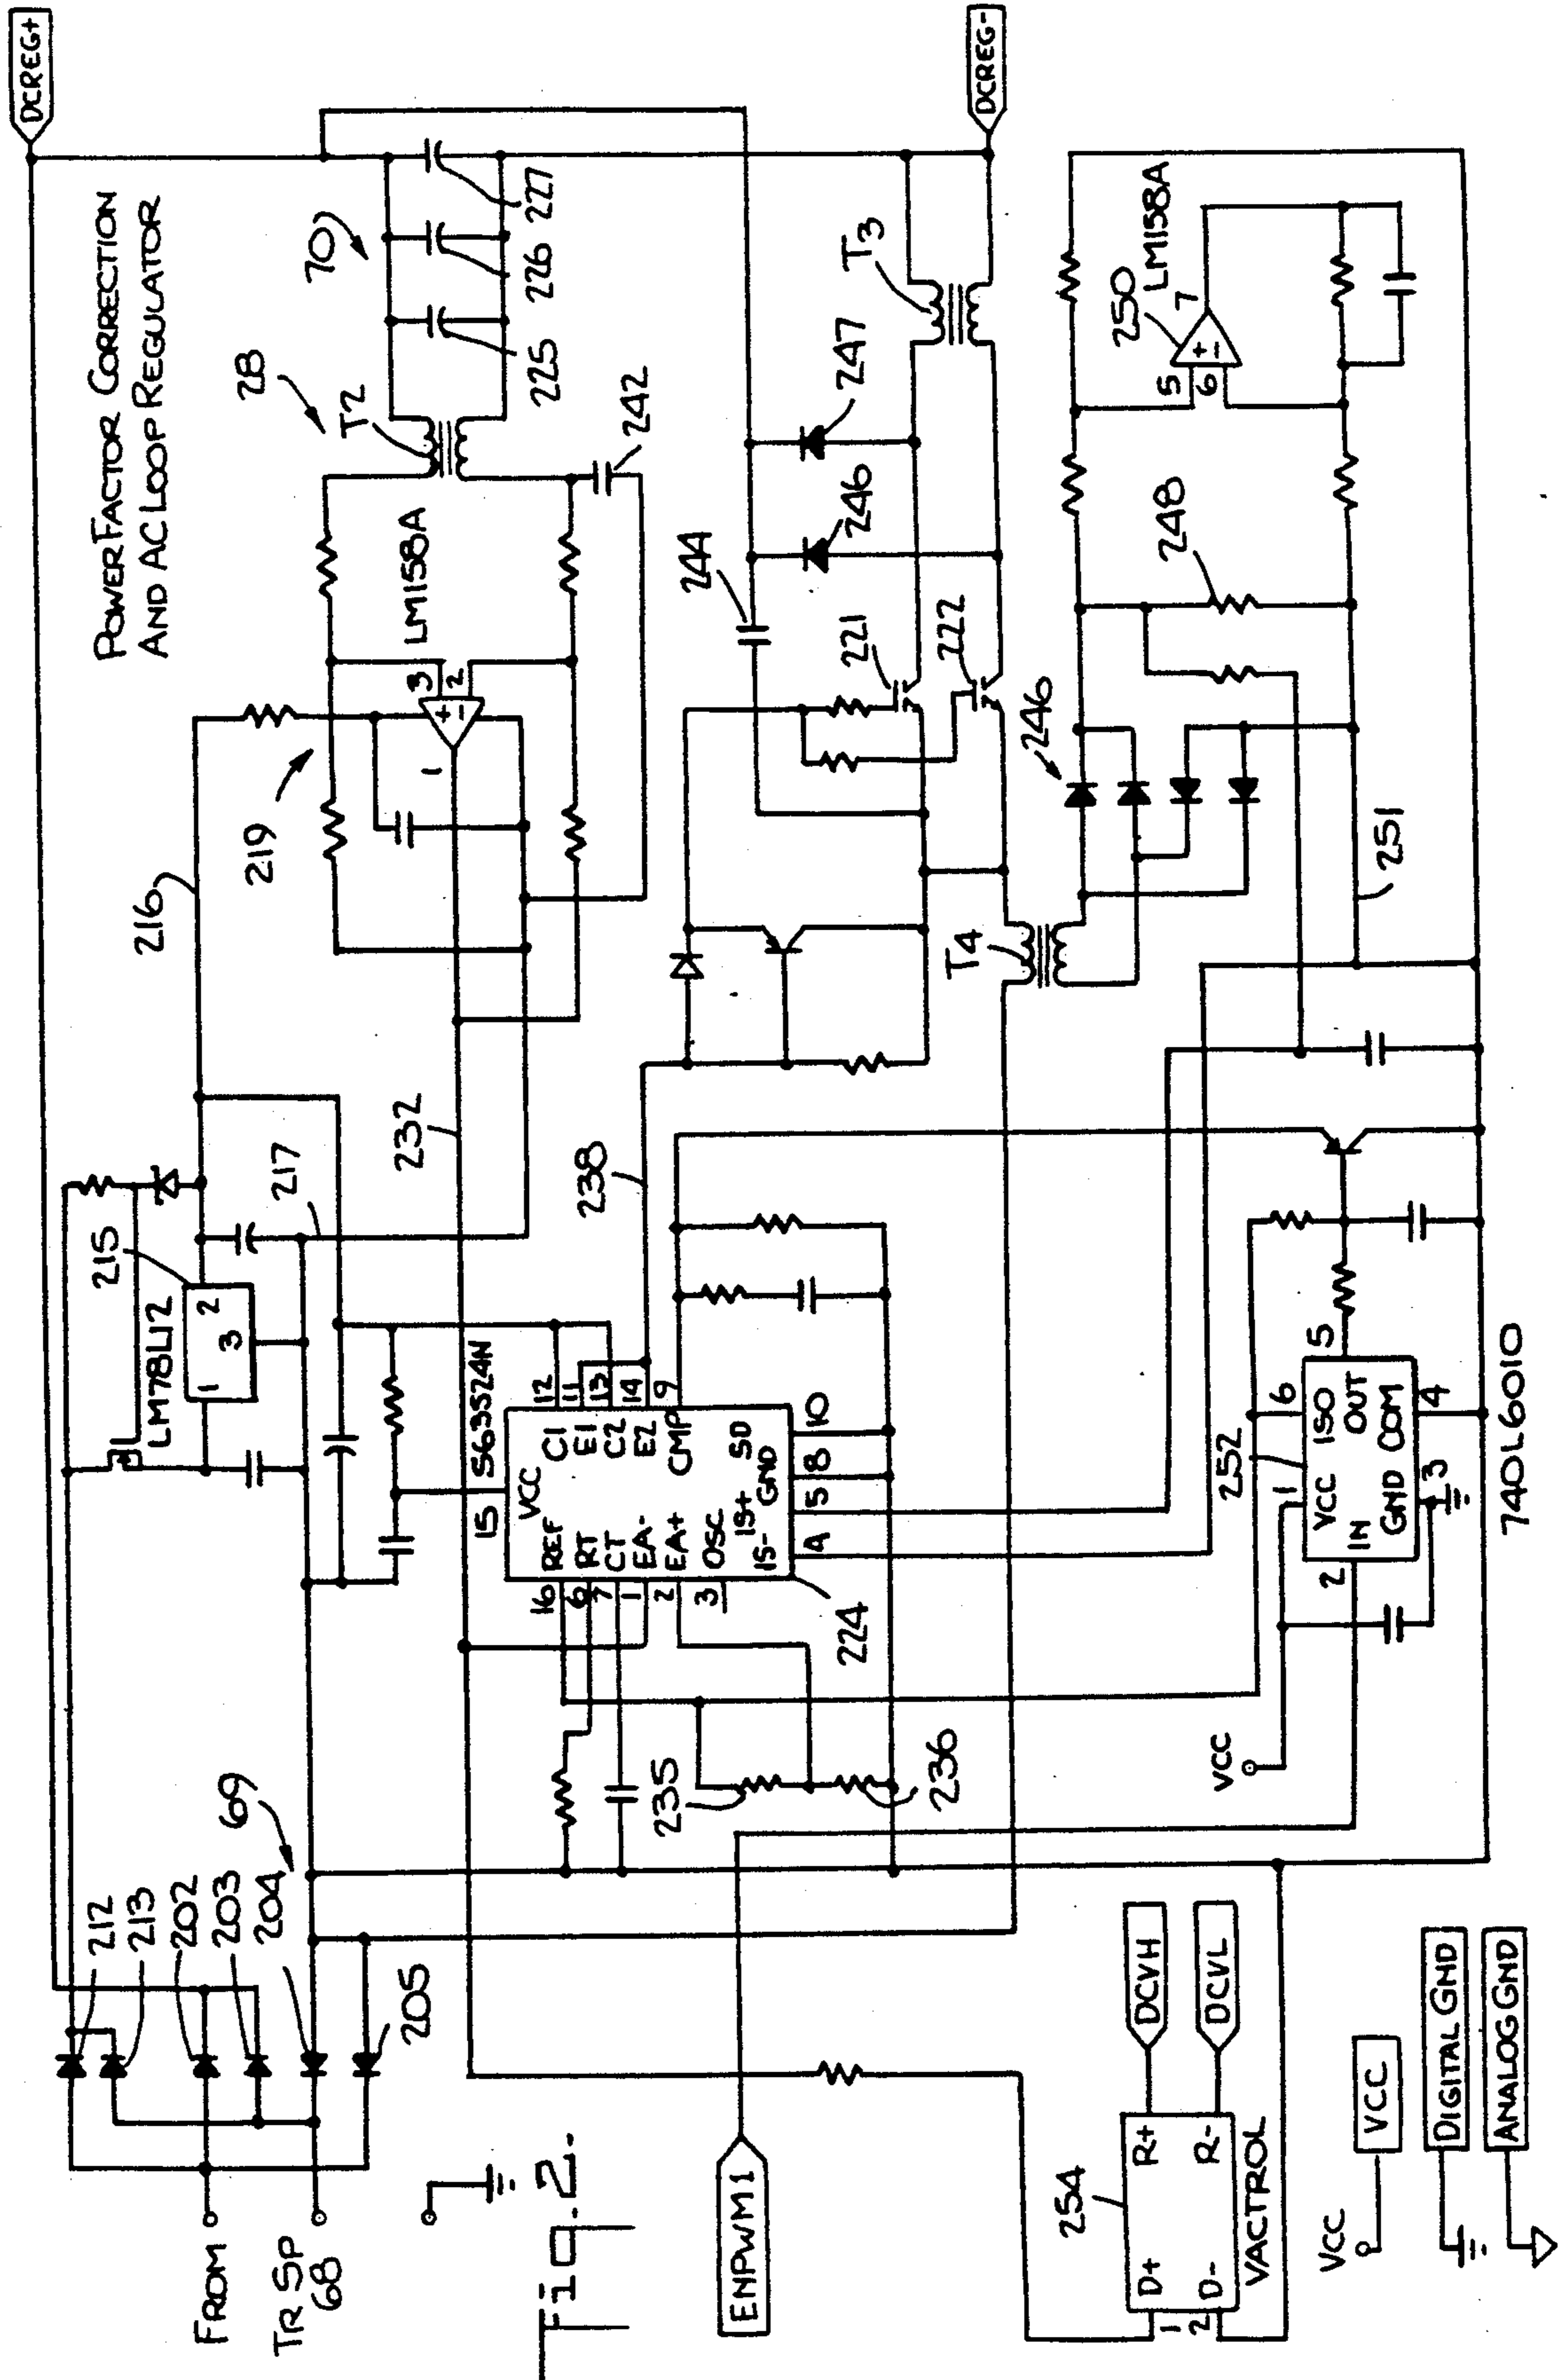 DCREG+
POWER FACTOR CORRECTION
AND AC LOOP REGULATOR
28
70
T2
225
226
227
242
LM158A
3
2
1
+
−
219
216
217
215
LM78L12
1
2
3
232
238
244
246
247
221
222
T3
DCREG-
T4
246
248
250
LM158A
5
6
7
+
−
251
SG3524N
15
VCC
16 REF
6 RT
7 CT
1 EA-
2 EA+
3 OSC
C1 12
E1 11
C2 13
E2 14
CMP 9
SD 10
GND 8
IS+ 5
IS- 4
224
235
236
69
212
213
202
203
204
205
FROM
TR SP
68
Fig. 2.
ENPWM1
252
1 VCC
2 IN
GND 3
ISO 6
OUT 5
COM 4
740L6010
VCC
254
D+
D-
R+
R-
1
2
VACTROL
DCVH
DCVL
VCC
VCC
DIGITAL GND
ANALOG GND